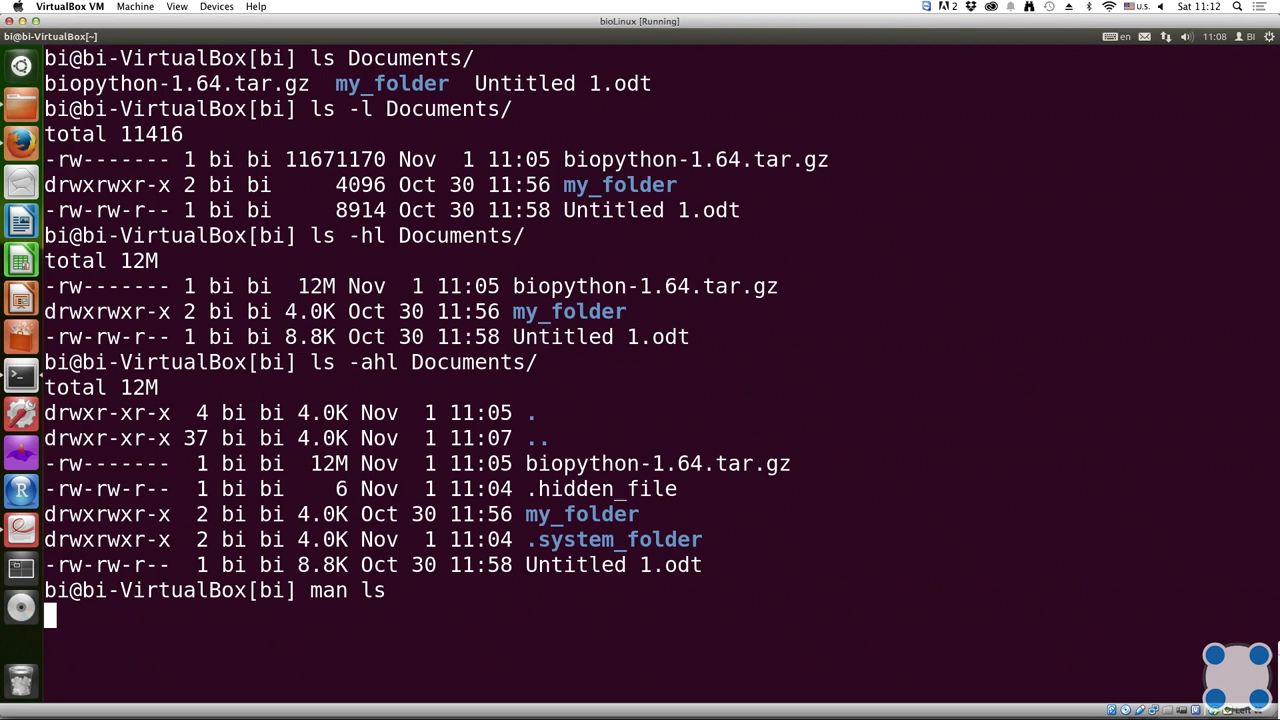 VirtualBox VM Machine View Devices Help 2 U.S. Sat 11:12
bioLinux [Running]
bi@bi-VirtualBox[~] en 11:08 BI
bi@bi-VirtualBox[bi] ls Documents/
biopython-1.64.tar.gz my_folder Untitled 1.odt
bi@bi-VirtualBox[bi] ls -l Documents/
total 11416
-rw------- 1 bi bi 11671170 Nov 1 11:05 biopython-1.64.tar.gz
drwxrwxr-x 2 bi bi 4096 Oct 30 11:56 my_folder
-rw-rw-r-- 1 bi bi 8914 Oct 30 11:58 Untitled 1.odt
bi@bi-VirtualBox[bi] ls -hl Documents/
total 12M
-rw------- 1 bi bi 12M Nov 1 11:05 biopython-1.64.tar.gz
drwxrwxr-x 2 bi bi 4.0K Oct 30 11:56 my_folder
-rw-rw-r-- 1 bi bi 8.8K Oct 30 11:58 Untitled 1.odt
bi@bi-VirtualBox[bi] ls -ahl Documents/
total 12M
drwxr-xr-x 4 bi bi 4.0K Nov 1 11:05 .
drwxr-xr-x 37 bi bi 4.0K Nov 1 11:07 ..
-rw------- 1 bi bi 12M Nov 1 11:05 biopython-1.64.tar.gz
-rw-rw-r-- 1 bi bi 6 Nov 1 11:04 .hidden_file
drwxrwxr-x 2 bi bi 4.0K Oct 30 11:56 my_folder
drwxrwxr-x 2 bi bi 4.0K Nov 1 11:04 .system_folder
-rw-rw-r-- 1 bi bi 8.8K Oct 30 11:58 Untitled 1.odt
bi@bi-VirtualBox[bi] man ls
R
Left